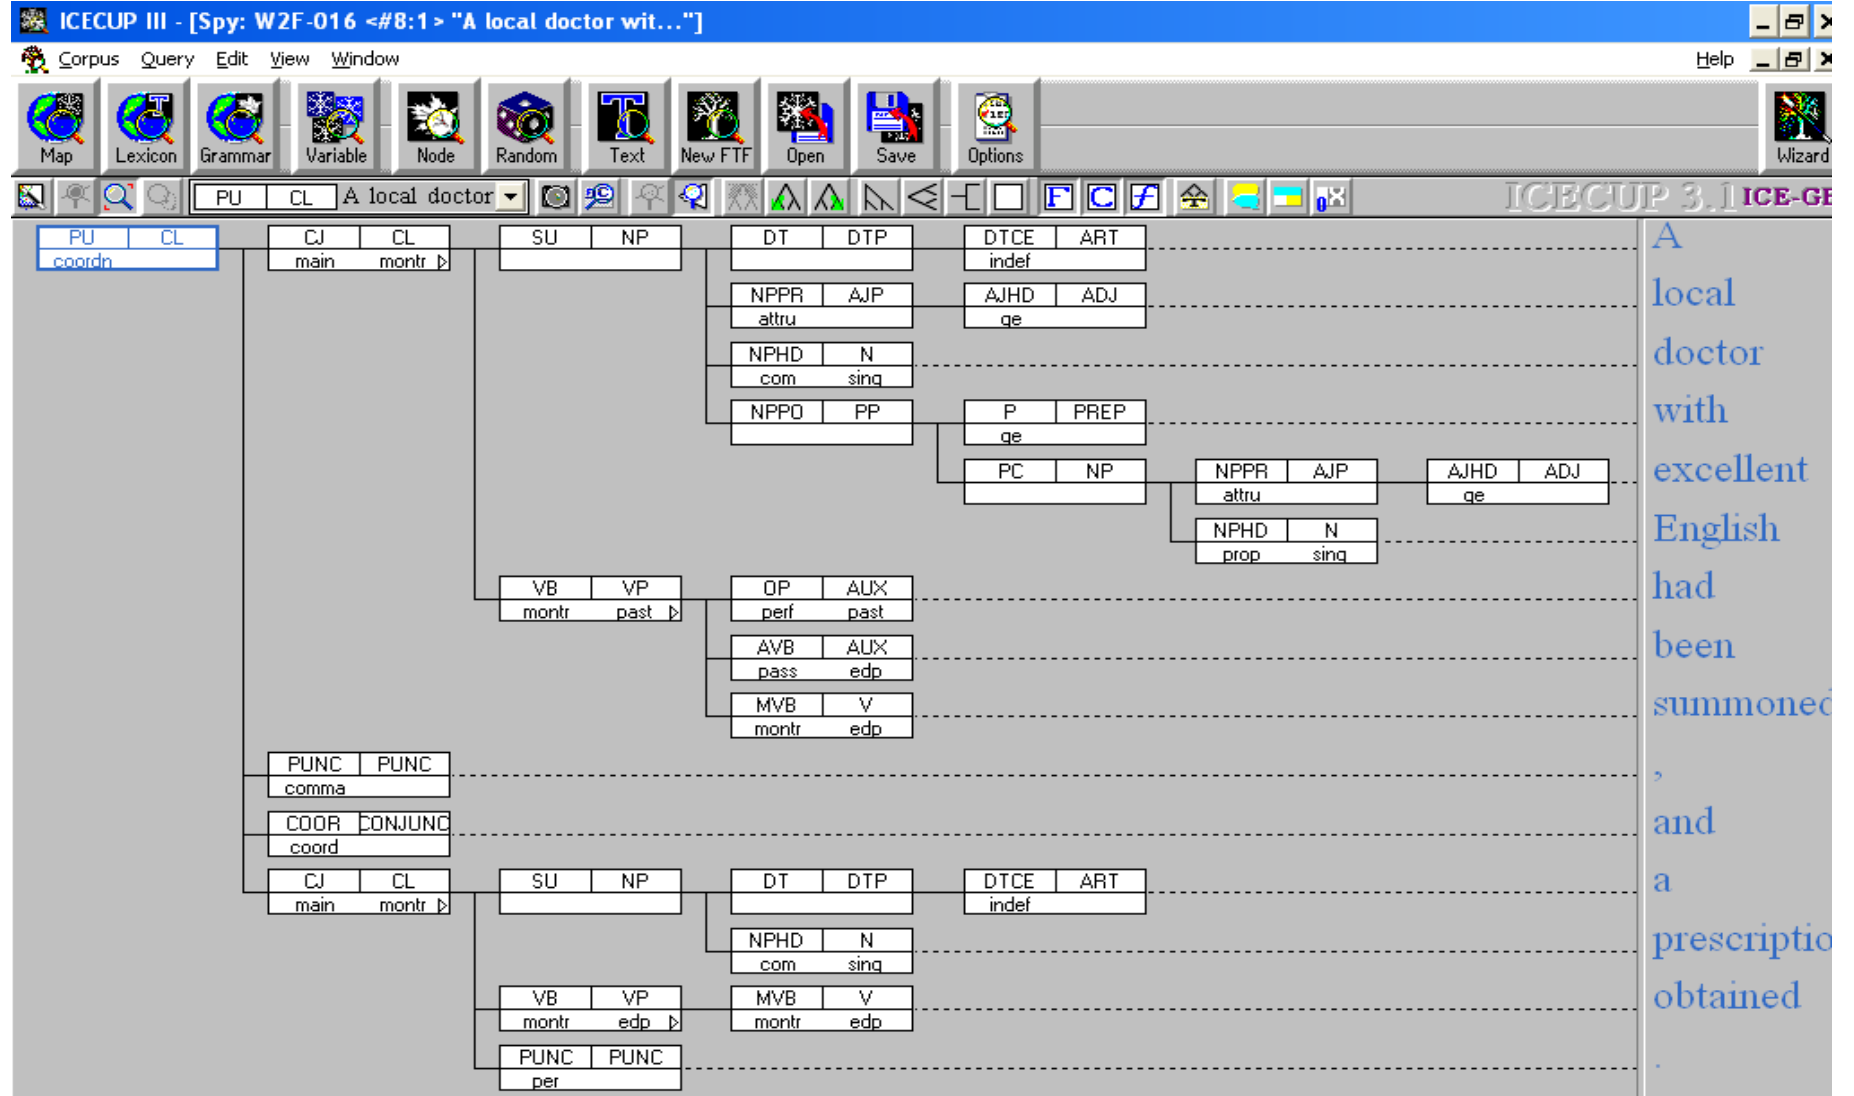 ICECUP III - [Spy: W2F-016 <#8:1> "A local doctor wit..."]
Corpus Query Edit View Window Help
Map Lexicon Grammar Variable Node Random Text New FTF Open Save Options Wizard
PU CL A local doctor F C f ICECUP 3.1 ICE-GE
PU CL CJ CL SU NP DT DTP DTCE ART A
coordn main montr indef
NPPR AJP AJHD ADJ local
attru ge
NPHD N doctor
com sing
NPPO PP P PREP with
ge
PC NP NPPR AJP AJHD ADJ excellent
attru ge
NPHD N English
prop sing
VB VP OP AUX had
montr past perf past
AVB AUX been
pass edp
MVB V summoned
montr edp
PUNC PUNC ,
comma
COOR CONJUNC and
coord
CJ CL SU NP DT DTP DTCE ART a
main montr indef
NPHD N prescriptio
com sing
VB VP MVB V obtained
montr edp montr edp
PUNC PUNC .
per